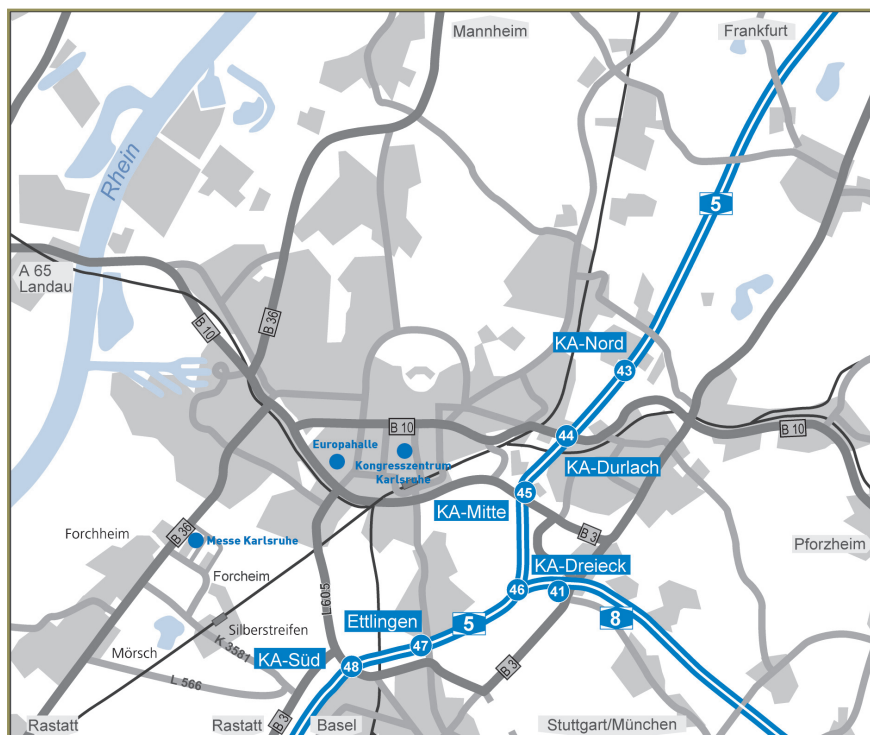 Mannheim
Frankfurt
Rhein
5
A 65
Landau
B 10
B 36
KA-Nord
43
B 10
44
B 10
Europahalle
Kongresszentrum
Karlsruhe
KA-Durlach
45
KA-Mitte
B 36
Forchheim
Messe Karlsruhe
B 3
Pforzheim
KA-Dreieck
Forcheim
46
41
L 605
Ettlingen
5
8
Silberstreifen
K 3581
Mörsch
47
KA-Süd
48
B 3
L 566
Rastatt
Rastatt
B 3
Basel
Stuttgart/München